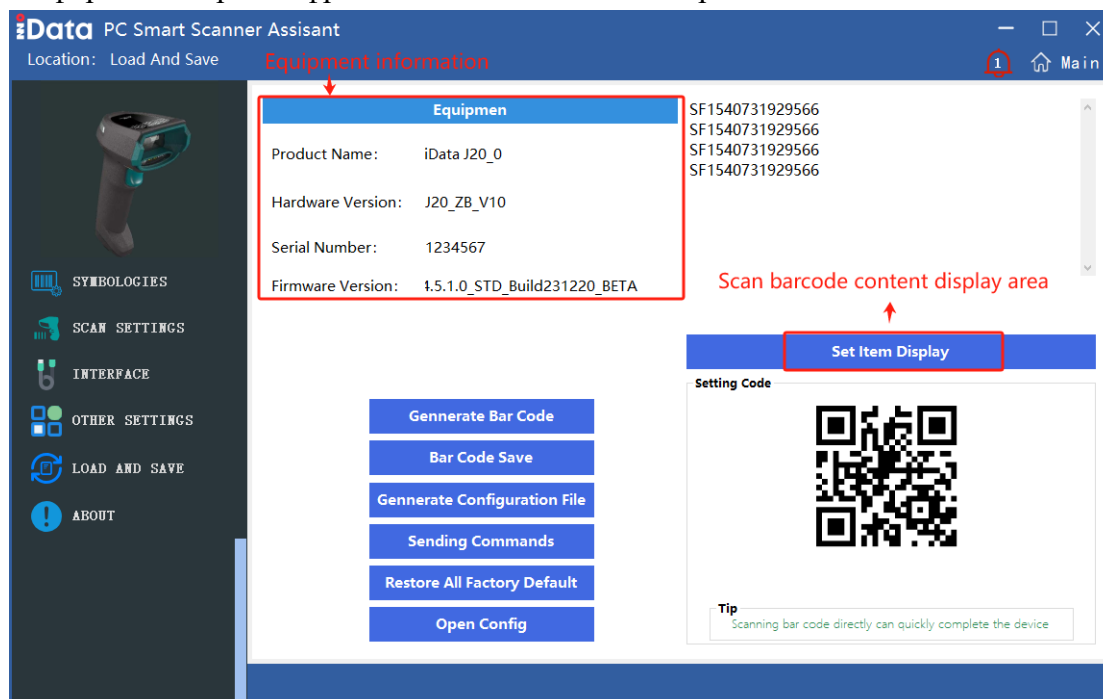 iData PC Smart Scanner Assisant
Location: Load And Save
Equipment information
1
Main
Equipmen
Product Name: iData J20_0
Hardware Version: J20_ZB_V10
Serial Number: 1234567
Firmware Version: 4.5.1.0_STD_Build231220_BETA
SF1540731929566
SF1540731929566
SF1540731929566
SF1540731929566
Scan barcode content display area
Set Item Display
Setting Code
Tip
Scanning bar code directly can quickly complete the device
SYMBOLOGIES
SCAN SETTINGS
INTERFACE
OTHER SETTINGS
LOAD AND SAVE
ABOUT
Gennerate Bar Code
Bar Code Save
Gennerate Configuration File
Sending Commands
Restore All Factory Default
Open Config